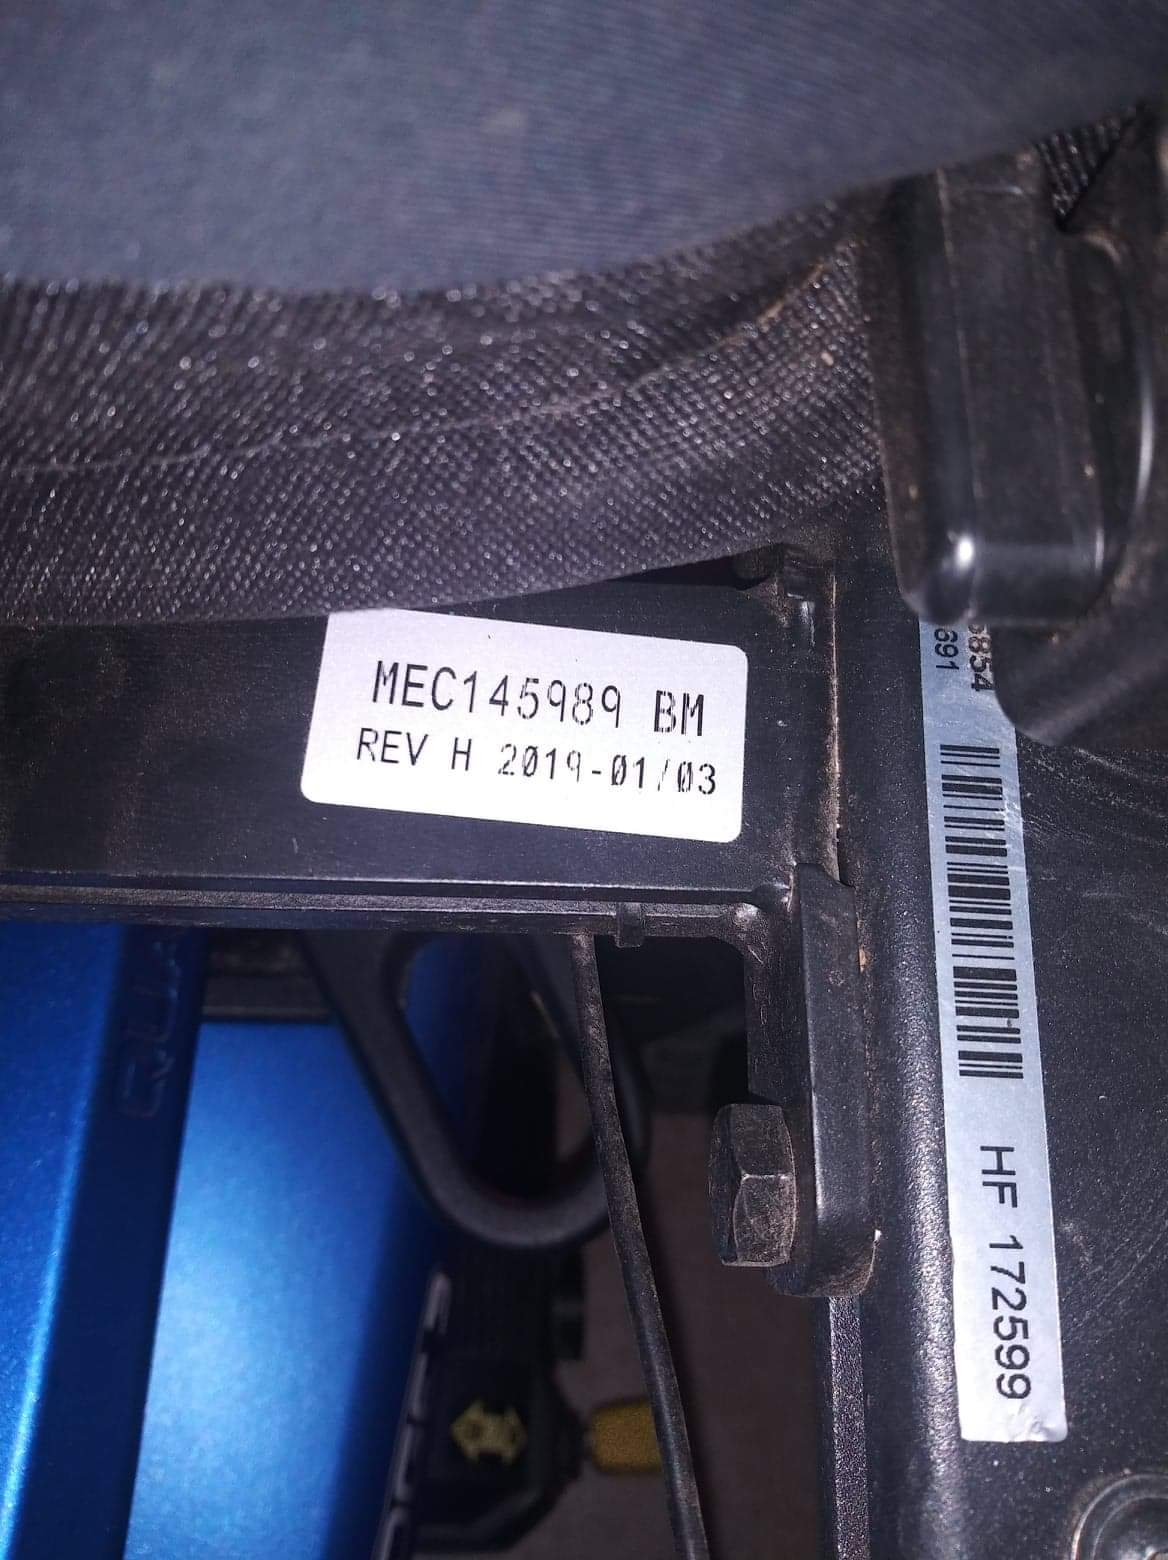 MEC145989 BM
REV H 2019-01/03
HF 172599